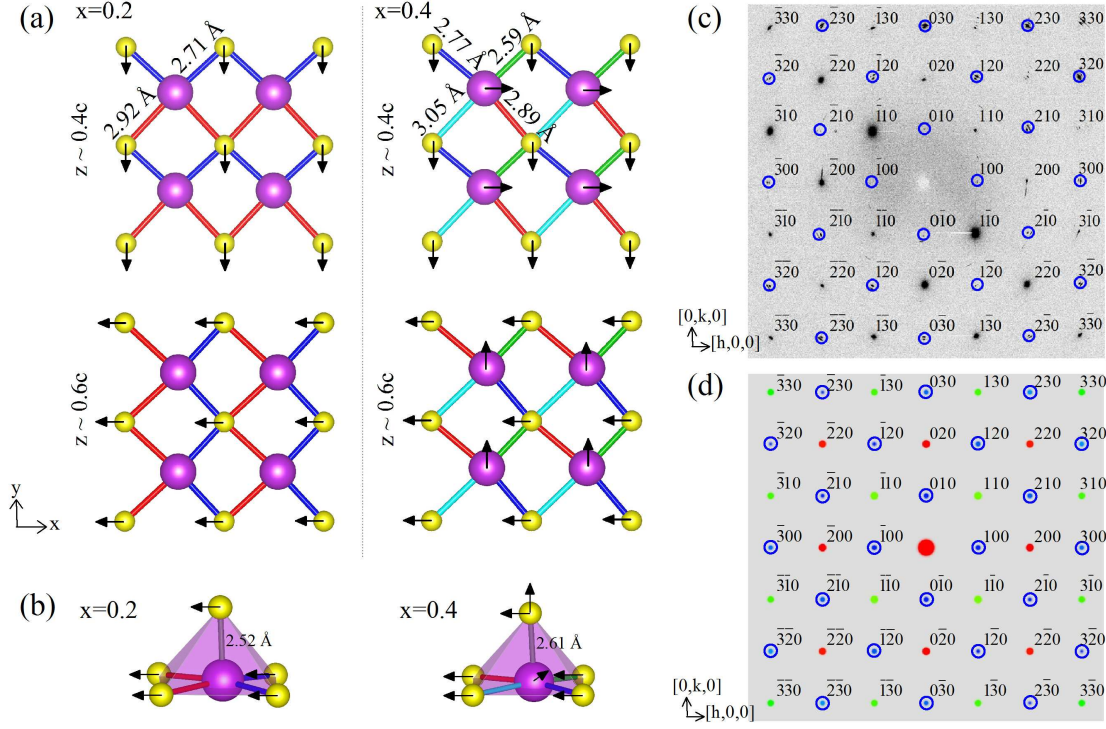 (a)
x=0.2
x=0.4
2.71 Å
2.92 Å
z ~ 0.4c
2.77 Å
2.59 Å
3.05 Å
2.89 Å
z ~ 0.4c
z ~ 0.6c
z ~ 0.6c
y
x
(b)
x=0.2
x=0.4
2.52 Å
2.61 Å
(c)
3̅30 2̅30 1̅30 030 130 230 330
3̅20 2̅20 1̅20 020 120 220 320
3̅10 2̅10 1̅10 010 110 210 310
3̅00 2̅00 1̅00 100 200 300
3̅1̅0 2̅1̅0 1̅1̅0 01̅0 11̅0 21̅0 31̅0
3̅2̅0 2̅2̅0 1̅2̅0 02̅0 12̅0 22̅0 32̅0
3̅3̅0 2̅3̅0 1̅3̅0 03̅0 13̅0 23̅0 33̅0
[0,k,0]
[h,0,0]
(d)
3̅30 2̅30 1̅30 030 130 230 330
3̅20 2̅20 1̅20 020 120 220 320
3̅10 2̅10 1̅10 010 110 210 310
3̅00 2̅00 1̅00 100 200 300
3̅1̅0 2̅1̅0 1̅1̅0 01̅0 11̅0 21̅0 31̅0
3̅2̅0 2̅2̅0 1̅2̅0 02̅0 12̅0 22̅0 32̅0
3̅3̅0 2̅3̅0 1̅3̅0 03̅0 13̅0 23̅0 33̅0
[0,k,0]
[h,0,0]